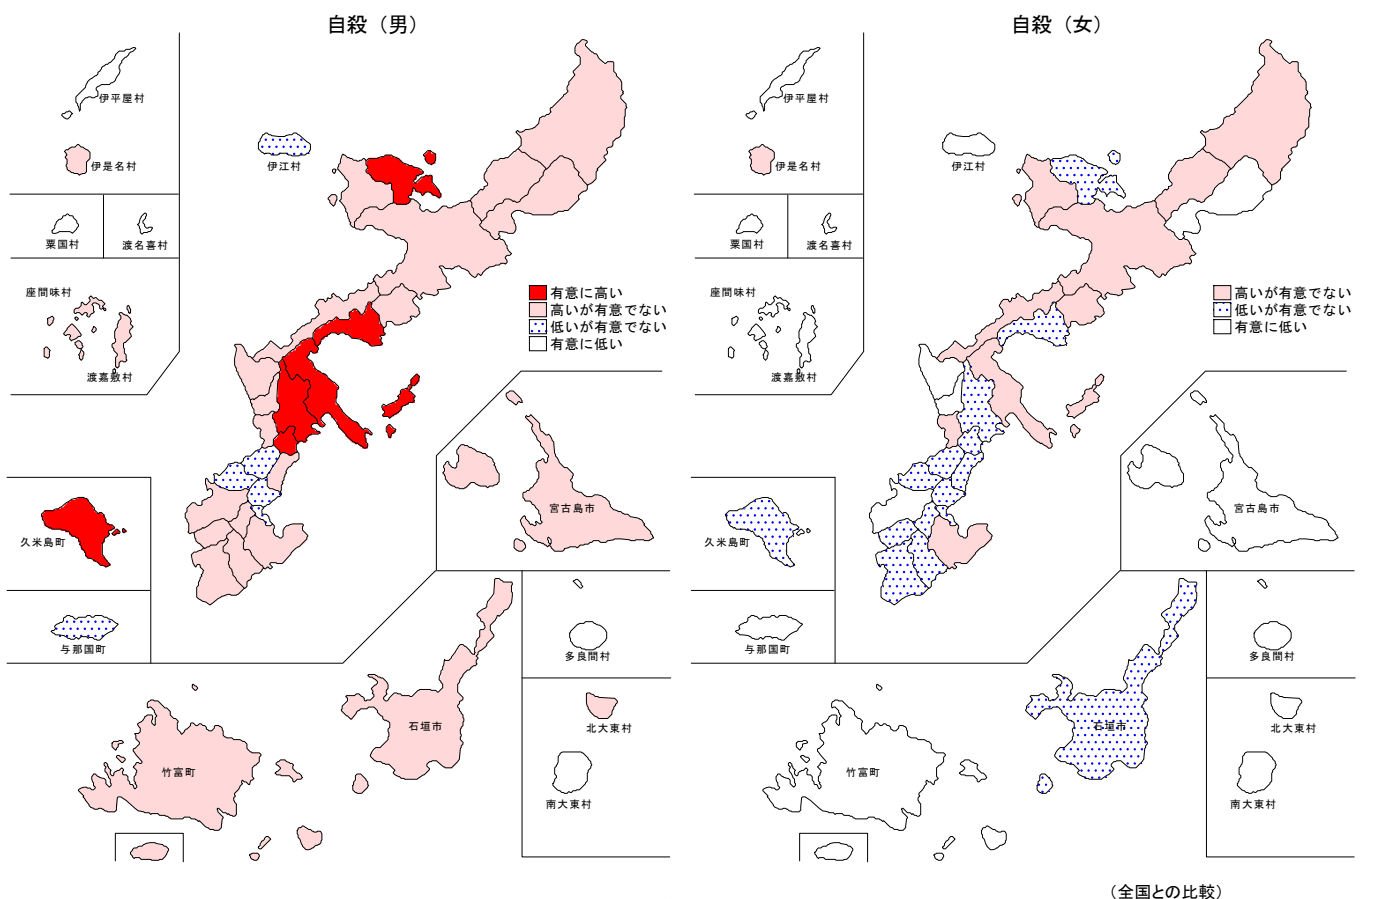 自殺（男）
伊平屋村
伊是名村
伊江村
粟国村
渡名喜村
座間味村
渡嘉敷村
有意に高い
高いが有意でない
低いが有意でない
有意に低い
久米島町
宮古島市
与那国町
多良間村
北大東村
石垣市
竹富町
南大東村
自殺（女）
伊平屋村
伊是名村
伊江村
粟国村
渡名喜村
座間味村
渡嘉敷村
高いが有意でない
低いが有意でない
有意に低い
久米島町
宮古島市
与那国町
多良間村
北大東村
石垣市
竹富町
南大東村
（全国との比較）